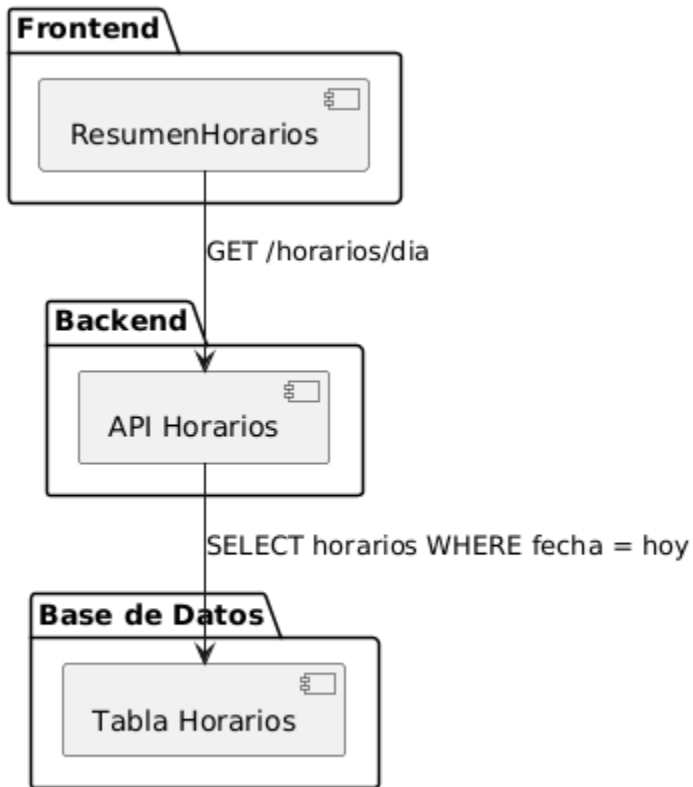 Frontend
ResumenHorarios
GET /horarios/dia
Backend
API Horarios
SELECT horarios WHERE fecha = hoy
Base de Datos
Tabla Horarios